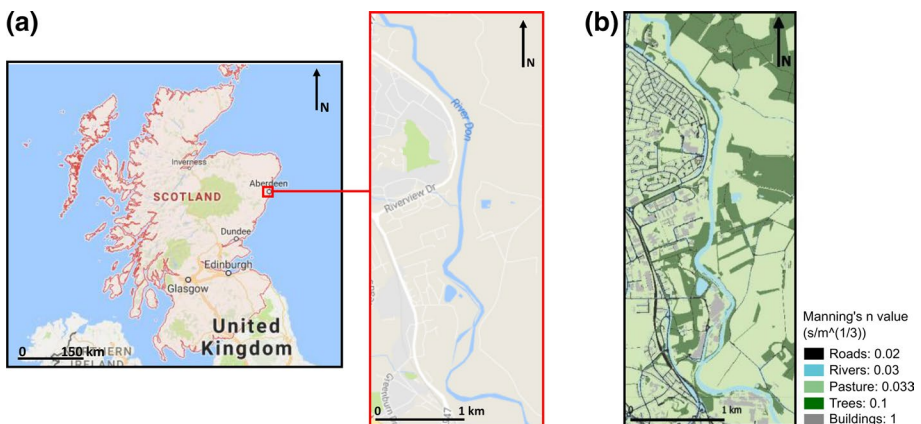 (a)
N
Inverness
Aberdeen
SCOTLAND
Dundee
Edinburgh
Glasgow
United
Kingdom
0 150 km
N
River Don
Riverview Dr
0 1 km
(b)
N
0 1 km
Manning's n value
(s/m^(1/3))
Roads: 0.02
Rivers: 0.03
Pasture: 0.033
Trees: 0.1
Buildings: 1